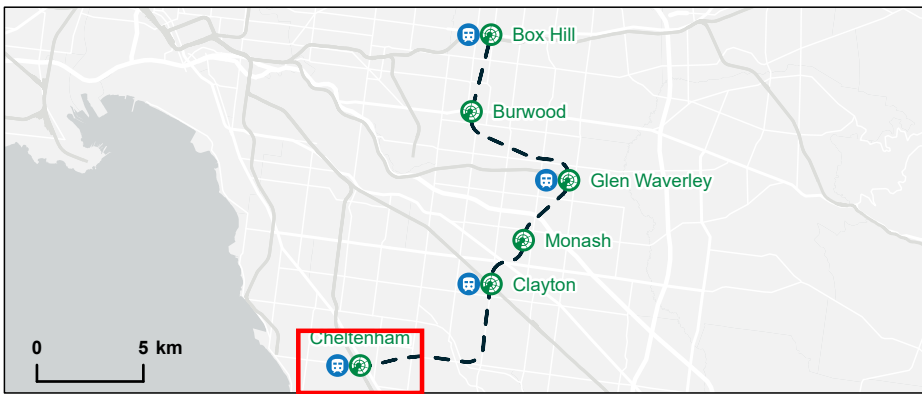 Box Hill
Burwood
Glen Waverley
Monash
Clayton
Cheltenham
0 5 km